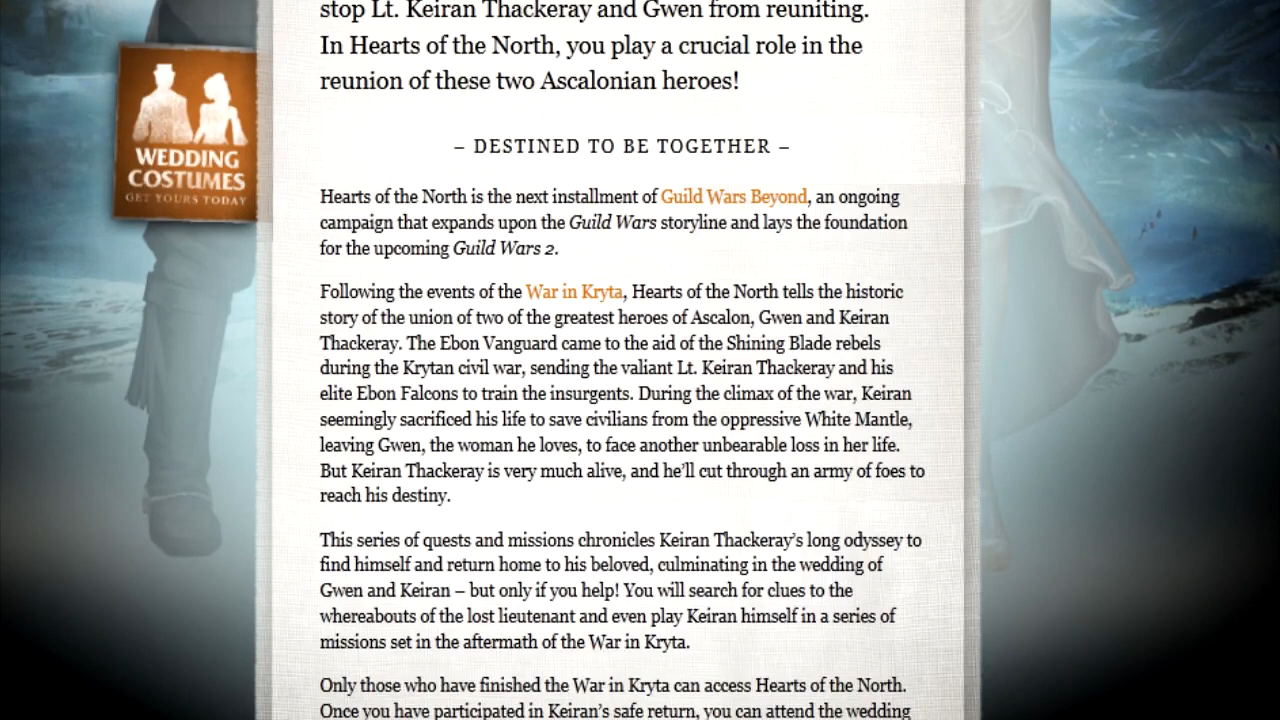 stop Lt. Keiran Thackeray and Gwen from reuniting.
In Hearts of the North, you play a crucial role in the
reunion of these two Ascalonian heroes!
WEDDING
COSTUMES
GET YOURS TODAY
– DESTINED TO BE TOGETHER –
Hearts of the North is the next installment of Guild Wars Beyond, an ongoing
campaign that expands upon the Guild Wars storyline and lays the foundation
for the upcoming Guild Wars 2.
Following the events of the War in Kryta, Hearts of the North tells the historic
story of the union of two of the greatest heroes of Ascalon, Gwen and Keiran
Thackeray. The Ebon Vanguard came to the aid of the Shining Blade rebels
during the Krytan civil war, sending the valiant Lt. Keiran Thackeray and his
elite Ebon Falcons to train the insurgents. During the climax of the war, Keiran
seemingly sacrificed his life to save civilians from the oppressive White Mantle,
leaving Gwen, the woman he loves, to face another unbearable loss in her life.
But Keiran Thackeray is very much alive, and he’ll cut through an army of foes to
reach his destiny.
This series of quests and missions chronicles Keiran Thackeray’s long odyssey to
find himself and return home to his beloved, culminating in the wedding of
Gwen and Keiran – but only if you help! You will search for clues to the
whereabouts of the lost lieutenant and even play Keiran himself in a series of
missions set in the aftermath of the War in Kryta.
Only those who have finished the War in Kryta can access Hearts of the North.
Once you have participated in Keiran’s safe return, you can attend the wedding